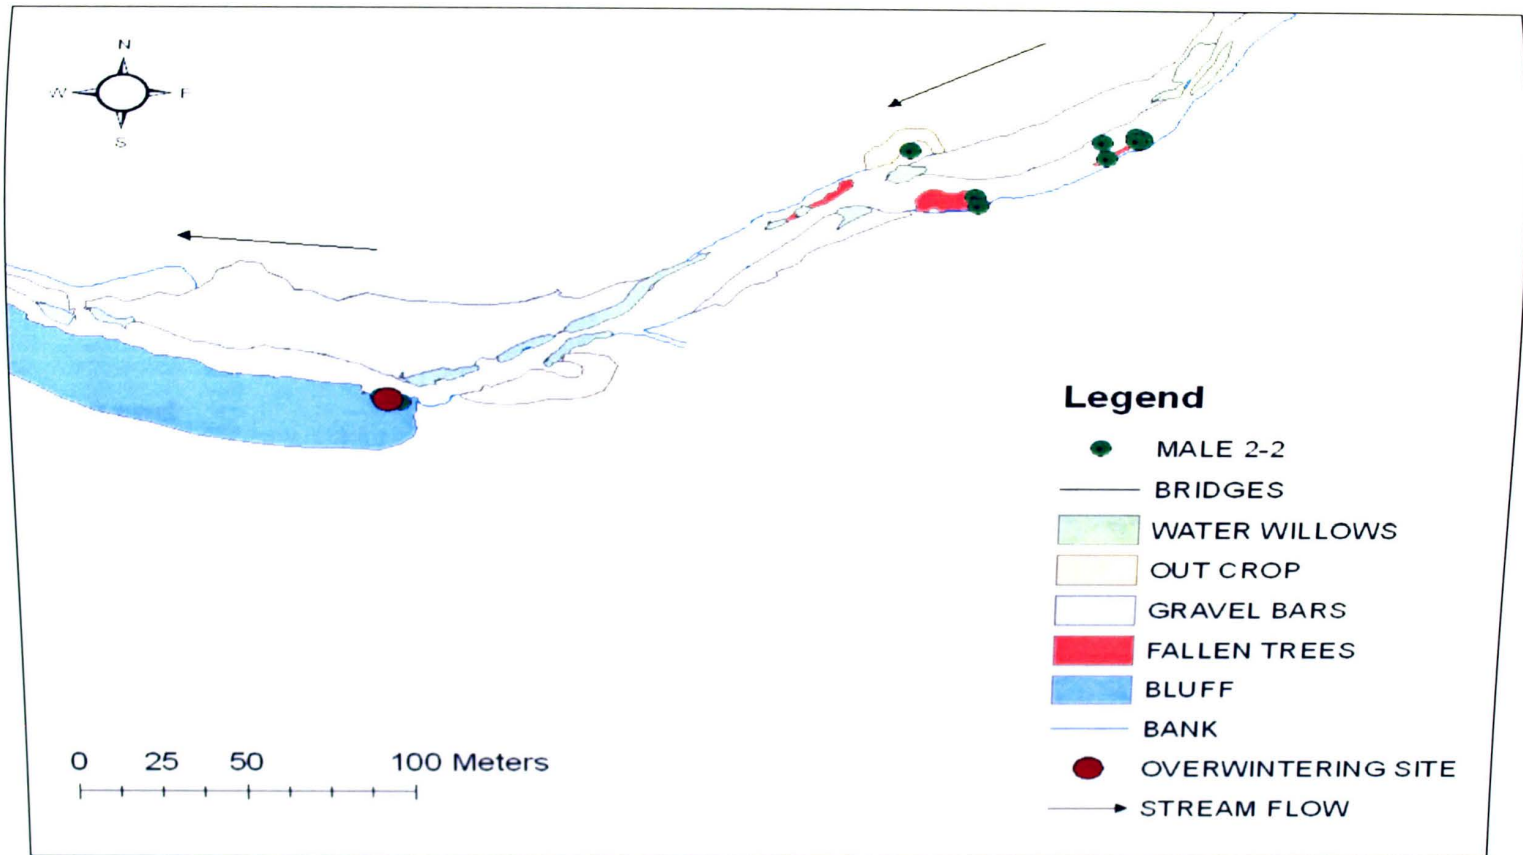 N
W E
S
Legend
MALE 2-2
BRIDGES
WATER WILLOWS
OUT CROP
GRAVEL BARS
FALLEN TREES
BLUFF
BANK
OVERWINTERING SITE
STREAM FLOW
0 25 50 100 Meters